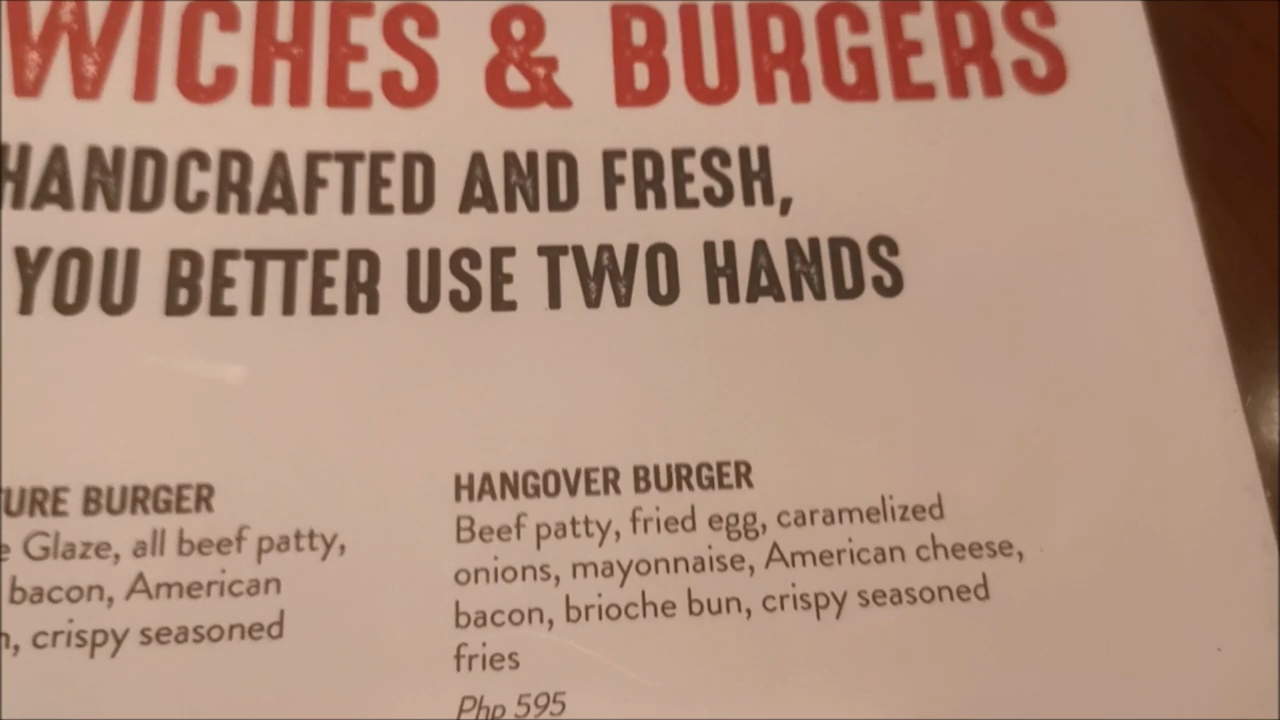 WICHES & BURGERS
HANDCRAFTED AND FRESH,
YOU BETTER USE TWO HANDS
URE BURGER
Glaze, all beef patty,
bacon, American
crispy seasoned
HANGOVER BURGER
Beef patty, fried egg, caramelized
onions, mayonnaise, American cheese,
bacon, brioche bun, crispy seasoned
fries
Php 595